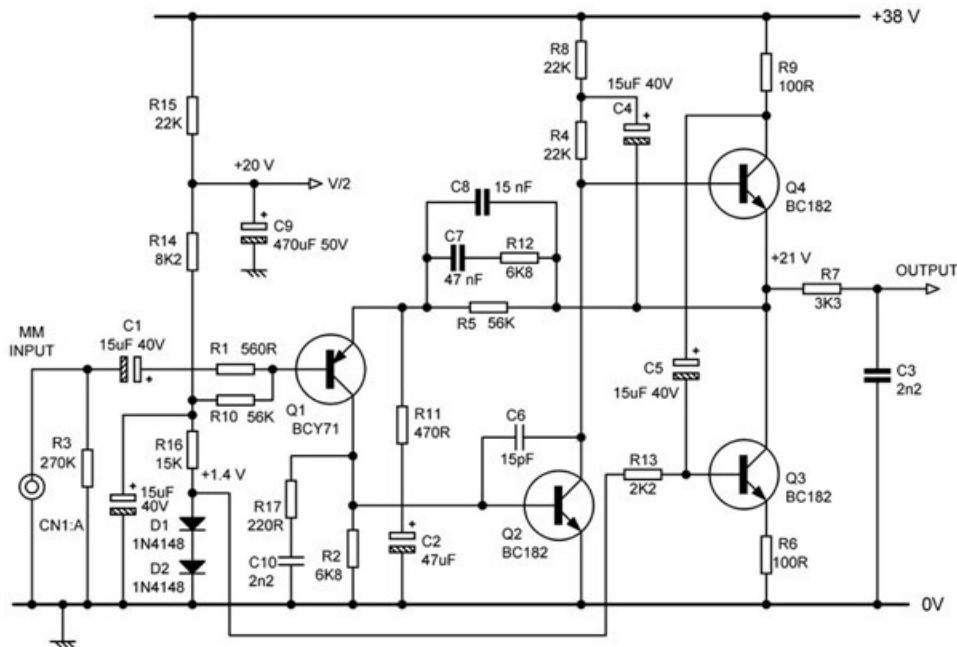 +38 V
R8
22K
15uF 40V
C4
R9
100R
R15
22K
R4
22K
+20 V
V/2
C8
15 nF
Q4
BC182
C9
470uF 50V
R14
8K2
C7
47 nF
R12
6K8
+21 V
R7
3K3
OUTPUT
R5 56K
MM
INPUT
C1
15uF 40V
R1 560R
R10 56K
Q1
BCY71
R11
470R
C6
15pF
C5
15uF 40V
C3
2n2
R3
270K
R16
15K
+1.4 V
R13
2K2
Q3
BC182
15uF
40V
CN1:A
D1
1N4148
D2
1N4148
R17
220R
C10
2n2
R2
6K8
C2
47uF
Q2
BC182
R6
100R
0V